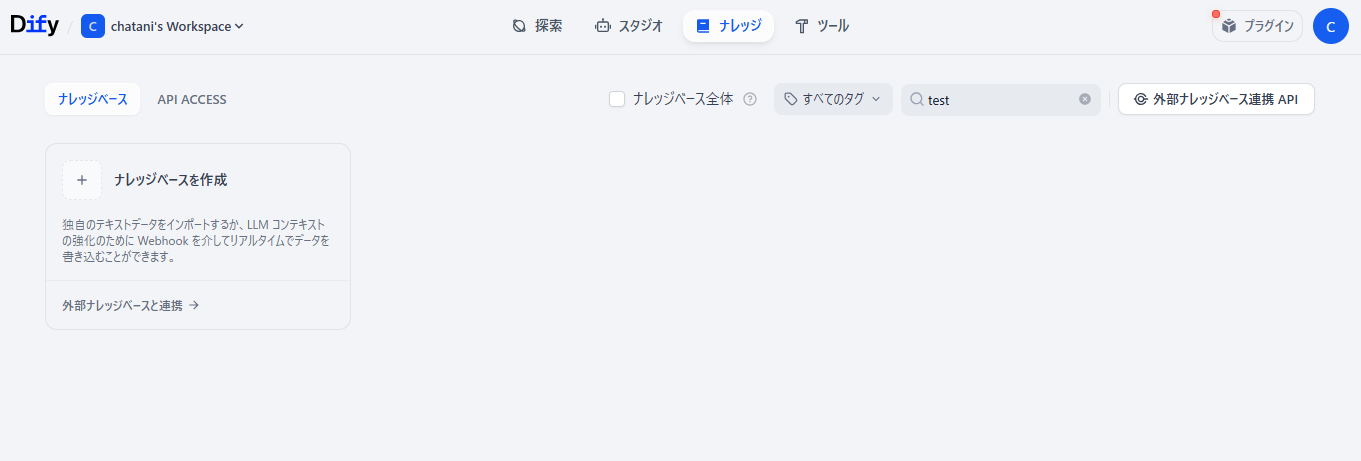 Dify / C chatani's Workspace 探索 スタジオ ナレッジ ツール プラグイン C
ナレッジベース API ACCESS ナレッジベース全体 すべてのタグ test 外部ナレッジベース連携 API
+ ナレッジベースを作成
独自のテキストデータをインポートするか、LLM コンテキスト
の強化のために Webhook を介してリアルタイムでデータを
書き込むことができます。
外部ナレッジベースと連携 →